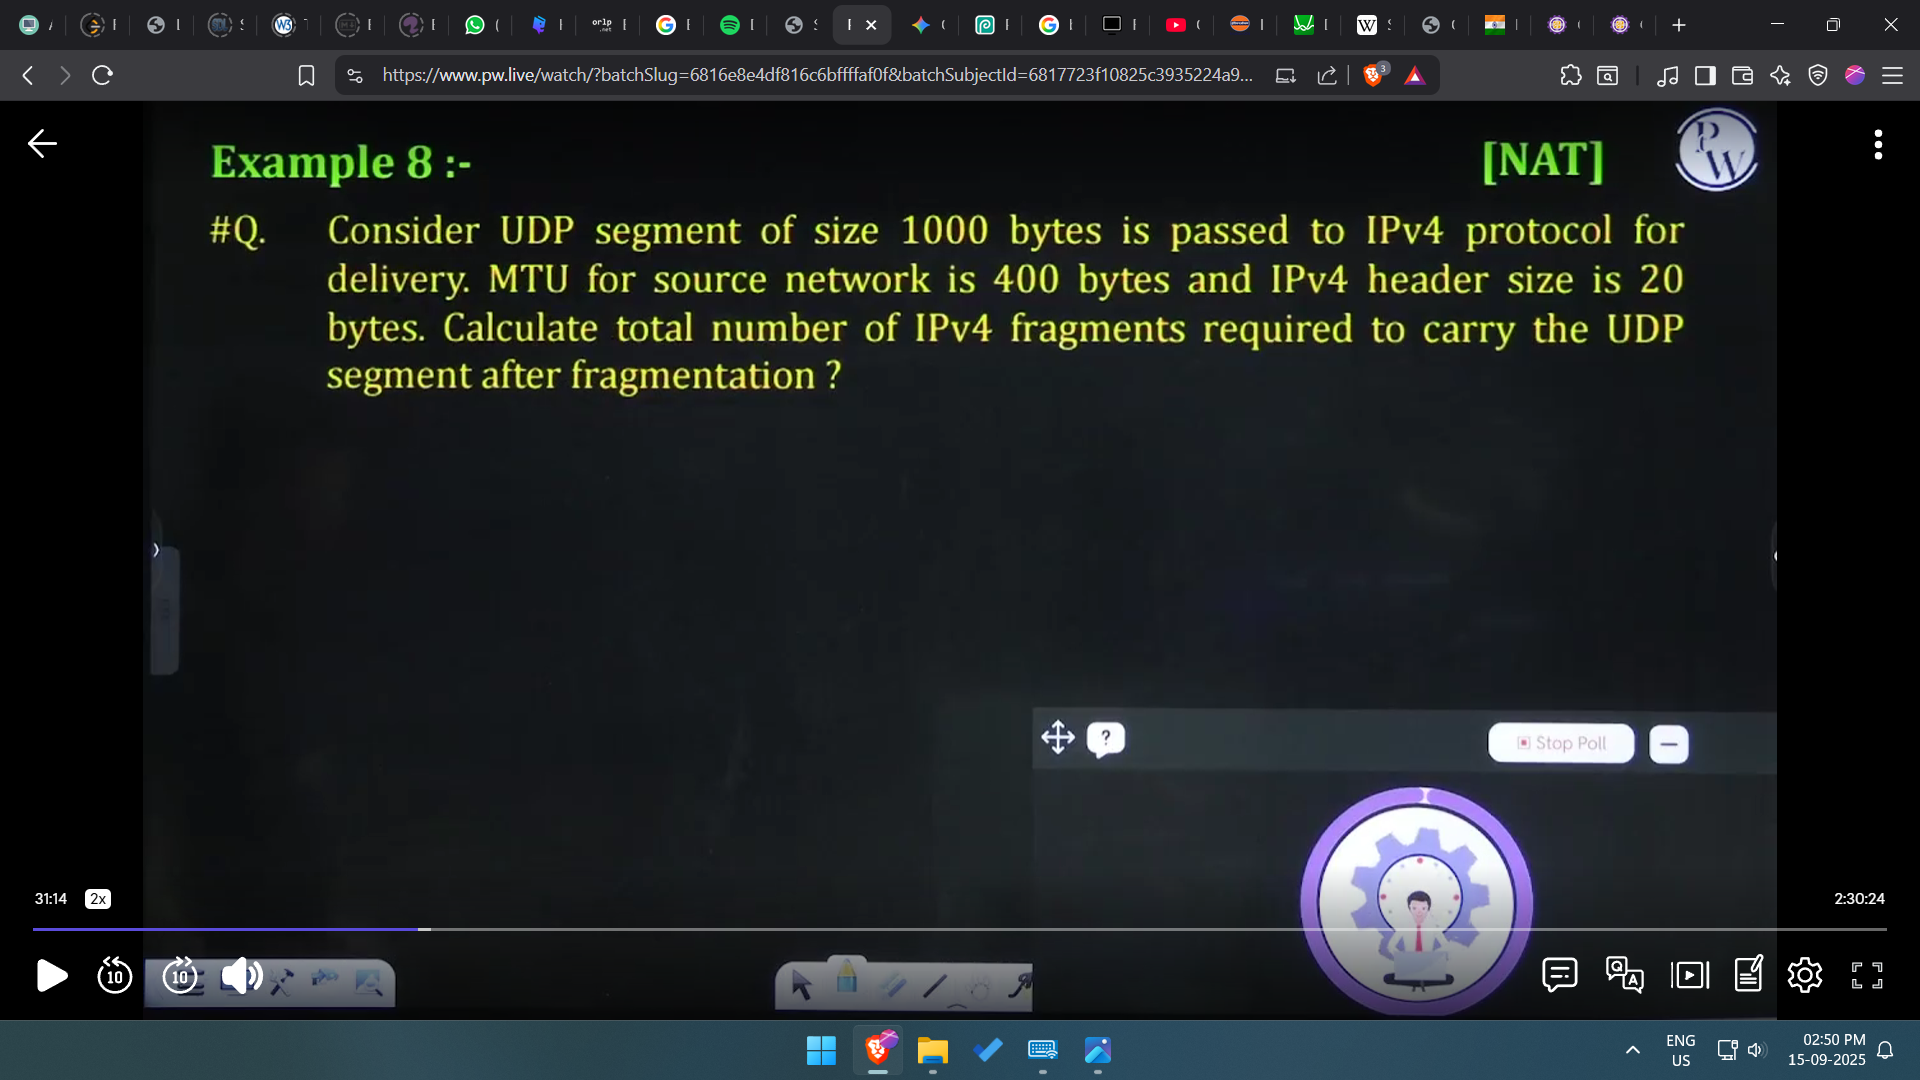 https://www.pw.live/watch/?batchSlug=6816e8e4df816c6bffffaf0f&batchSubjectId=6817723f10825c3935224a9...
3
Example 8 :-
[NAT]
PW
#Q. Consider UDP segment of size 1000 bytes is passed to IPv4 protocol for
delivery. MTU for source network is 400 bytes and IPv4 header size is 20
bytes. Calculate total number of IPv4 fragments required to carry the UDP
segment after fragmentation ?
?
Stop Poll
31:14
2x
2:30:24
10
10
Q
A
ENG
US
02:50 PM
15-09-2025